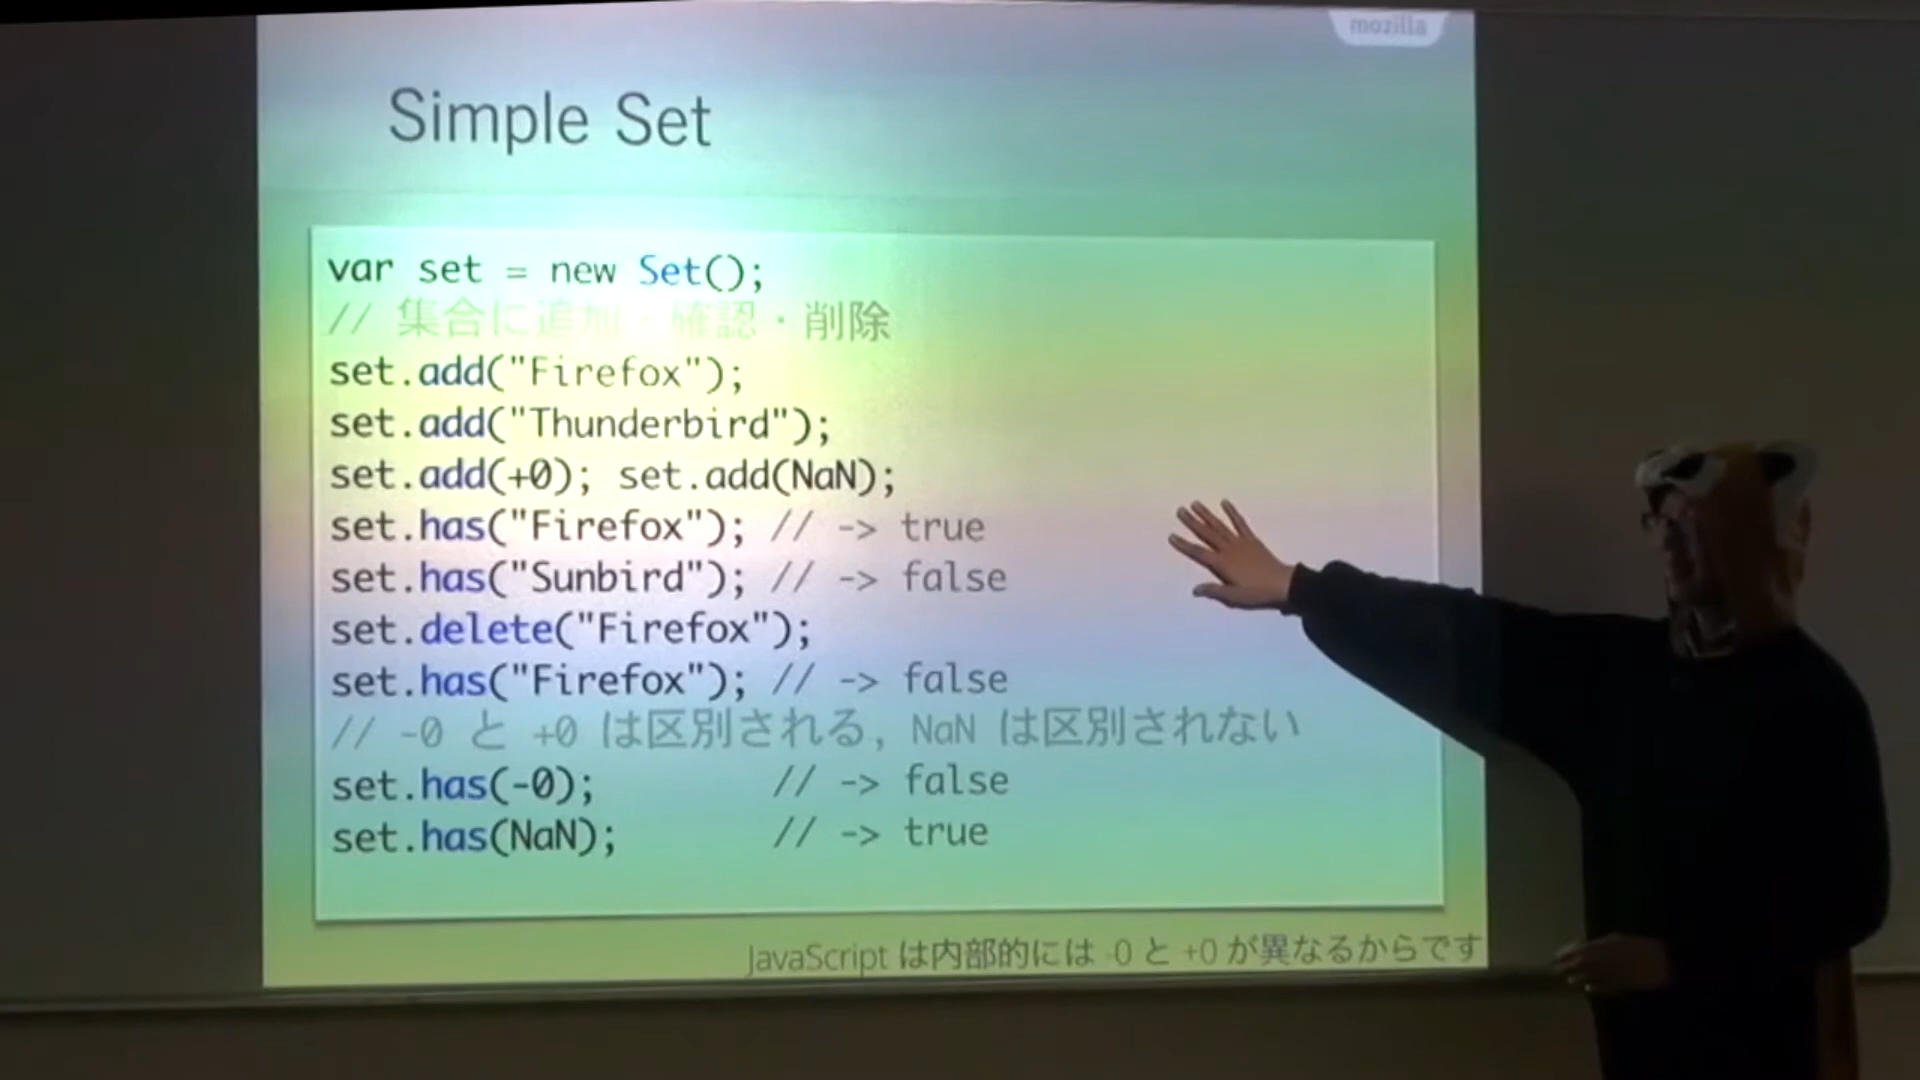 mozilla
Simple Set
var set = new Set();
// 集合に追加・確認・削除
set.add("Firefox");
set.add("Thunderbird");
set.add(+0); set.add(NaN);
set.has("Firefox"); // -> true
set.has("Sunbird"); // -> false
set.delete("Firefox");
set.has("Firefox"); // -> false
// -0 と +0 は区別される, NaN は区別されない
set.has(-0); // -> false
set.has(NaN); // -> true
JavaScript は内部的には -0 と +0 が異なるからです